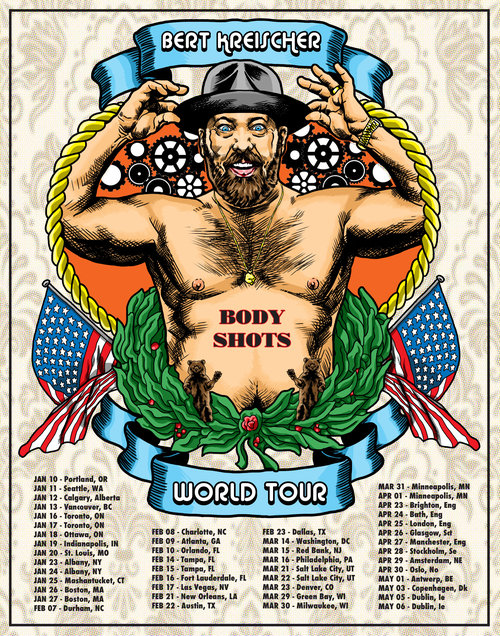 BERT KREISCHER
BODY
SHOTS
WORLD TOUR
JAN 10 - Portland, OR
JAN 11 - Seattle, WA
JAN 12 - Calgary, Alberta
JAN 13 - Vancouver, BC
JAN 16 - Toronto, ON
JAN 17 - Toronto, ON
JAN 18 - Ottawa, ON
JAN 19 - Indianapolis, IN
JAN 20 - St. Louis, MO
JAN 23 - Albany, NY
JAN 24 - Albany, NY
JAN 25 - Mashantucket, CT
JAN 26 - Boston, MA
JAN 27 - Boston, MA
FEB 07 - Durham, NC
FEB 08 - Charlotte, NC
FEB 09 - Atlanta, GA
FEB 10 - Orlando, FL
FEB 14 - Tampa, FL
FEB 15 - Tampa, FL
FEB 16 - Fort Lauderdale, FL
FEB 17 - Las Vegas, NV
FEB 21 - New Orleans, LA
FEB 22 - Austin, TX
FEB 23 - Dallas, TX
MAR 14 - Washington, DC
MAR 15 - Red Bank, NJ
MAR 16 - Philadelphia, PA
MAR 21 - Salt Lake City, UT
MAR 22 - Salt Lake City, UT
MAR 23 - Denver, CO
MAR 29 - Green Bay, WI
MAR 30 - Milwaukee, WI
MAR 31 - Minneapolis, MN
APR 01 - Minneapolis, MN
APR 23 - Brighton, Eng
APR 24 - Bath, Eng
APR 25 - London, Eng
APR 26 - Glasgow, Sd
APR 27 - Manchester, Eng
APR 28 - Stockholm, Se
APR 29 - Amsterdam, NE
APR 30 - Oslo, No
MAY 01 - Antwerp, BE
MAY 03 - Copenhagen, Dk
MAY 05 - Dublin, Ie
MAY 06 - Dublin, Ie